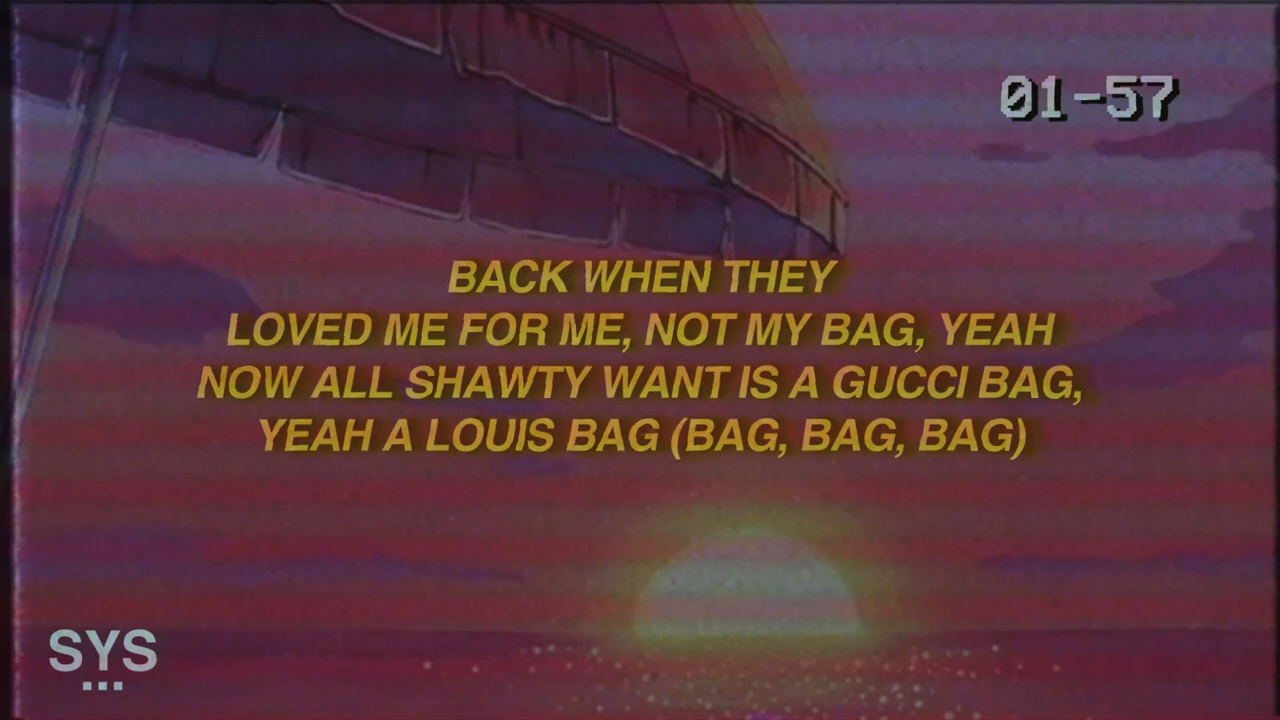 01-57
BACK WHEN THEY
LOVED ME FOR ME, NOT MY BAG, YEAH
NOW ALL SHAWTY WANT IS A GUCCI BAG,
YEAH A LOUIS BAG (BAG, BAG, BAG)
SYS
...